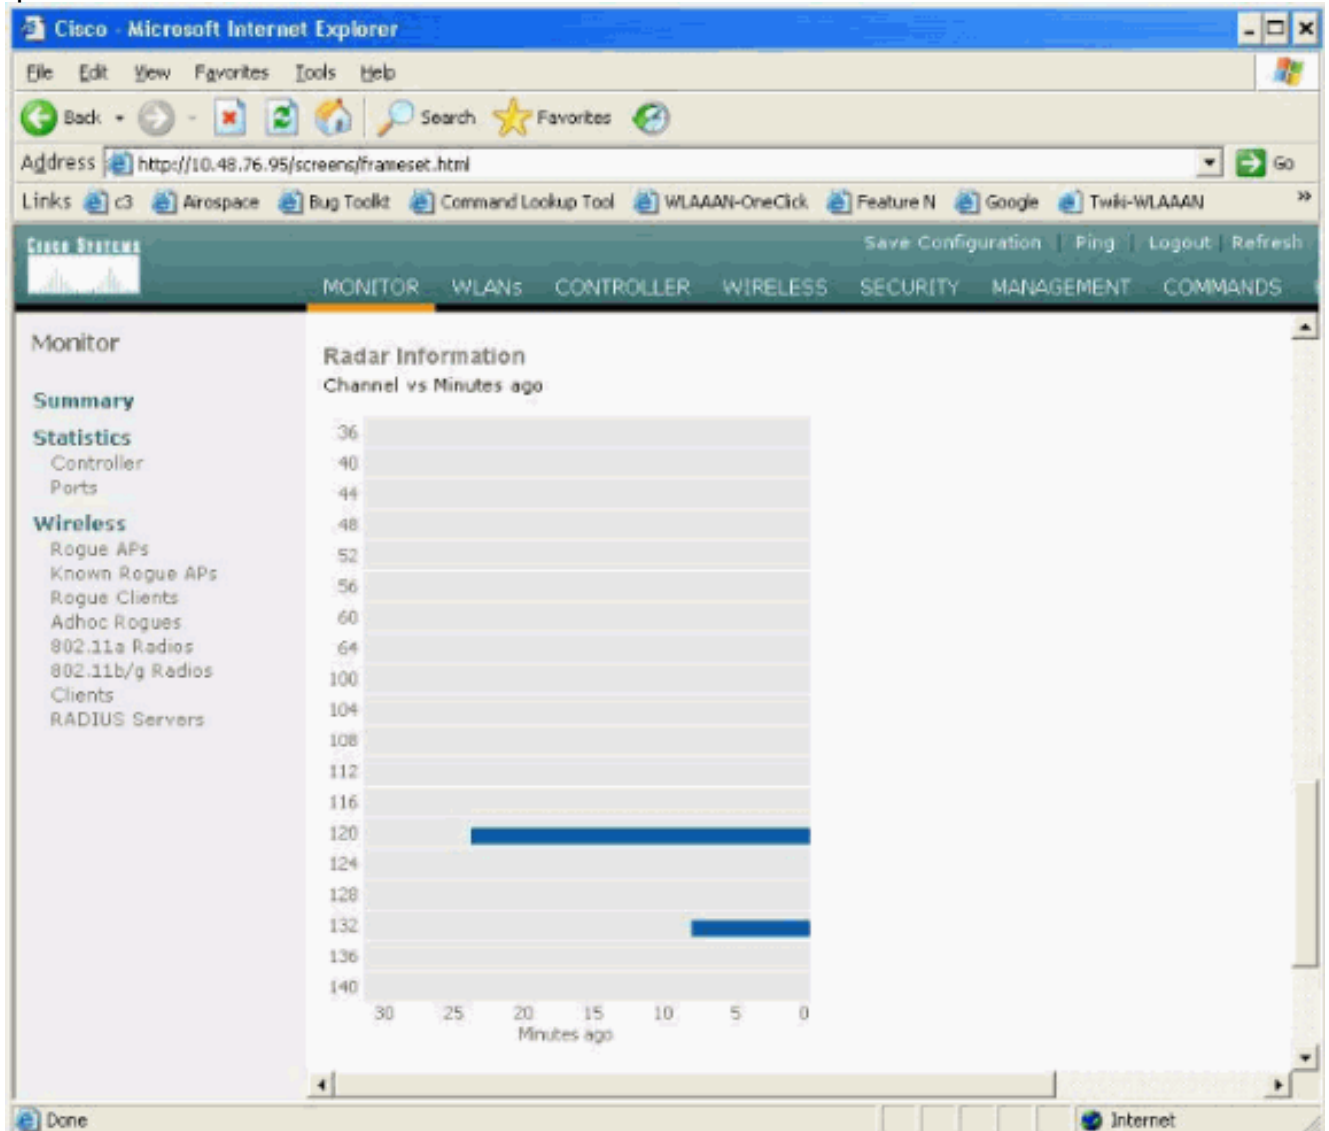 Cisco - Microsoft Internet Explorer
File Edit View Favorites Tools Help
Back Search Favorites
Address http://10.48.76.95/screens/frameset.html Go
Links c3 Airospace Bug Toolkit Command Lookup Tool WLAAAN-OneClick Feature N Google Twiki-WLAAAN »
Cisco Systems
Save Configuration | Ping | Logout | Refresh
MONITOR WLANs CONTROLLER WIRELESS SECURITY MANAGEMENT COMMANDS
Monitor
Summary
Statistics
Controller
Ports
Wireless
Rogue APs
Known Rogue APs
Rogue Clients
Adhoc Rogues
802.11a Radios
802.11b/g Radios
Clients
RADIUS Servers
Radar Information
Channel vs Minutes ago
36
40
44
48
52
56
60
64
100
104
108
112
116
120
124
128
132
136
140
30 25 20 15 10 5 0
Minutes ago
Done Internet